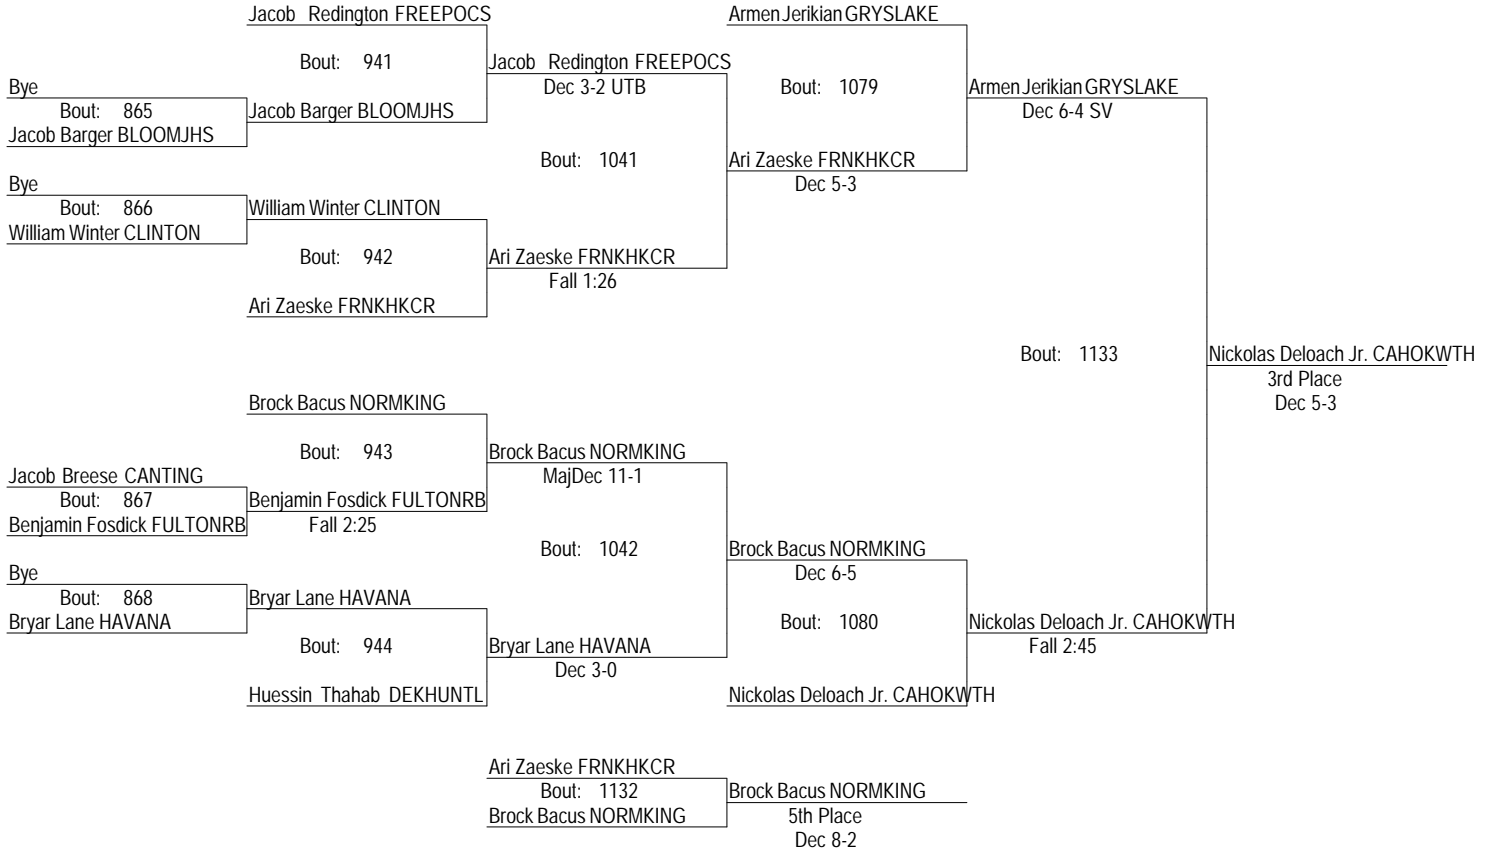 Jacob Redington FREEPOCS
Armen Jerikian GRYSLAKE
Bout: 941
Jacob Redington FREEPOCS
Bye
Dec 3-2 UTB
Bout: 1079
Armen Jerikian GRYSLAKE
Bout: 865
Jacob Barger BLOOMJHS
Dec 6-4 SV
Jacob Barger BLOOMJHS
Bout: 1041
Ari Zaeske FRNKHKCR
Bye
Dec 5-3
Bout: 866
William Winter CLINTON
William Winter CLINTON
Bout: 942
Ari Zaeske FRNKHKCR
Fall 1:26
Ari Zaeske FRNKHKCR
Bout: 1133
Nickolas Deloach Jr. CAHOKWTH
3rd Place
Dec 5-3
Brock Bacus NORMKING
Bout: 943
Brock Bacus NORMKING
Jacob Breese CANTING
MajDec 11-1
Bout: 867
Benjamin Fosdick FULTONRB
Benjamin Fosdick FULTONRB
Fall 2:25
Bout: 1042
Brock Bacus NORMKING
Bye
Dec 6-5
Bout: 868
Bryar Lane HAVANA
Bryar Lane HAVANA
Bout: 1080
Nickolas Deloach Jr. CAHOKWTH
Bout: 944
Bryar Lane HAVANA
Fall 2:45
Dec 3-0
Huessin Thahab DEKHUNTL
Nickolas Deloach Jr. CAHOKWTH
Ari Zaeske FRNKHKCR
Bout: 1132
Brock Bacus NORMKING
Brock Bacus NORMKING
5th Place
Dec 8-2